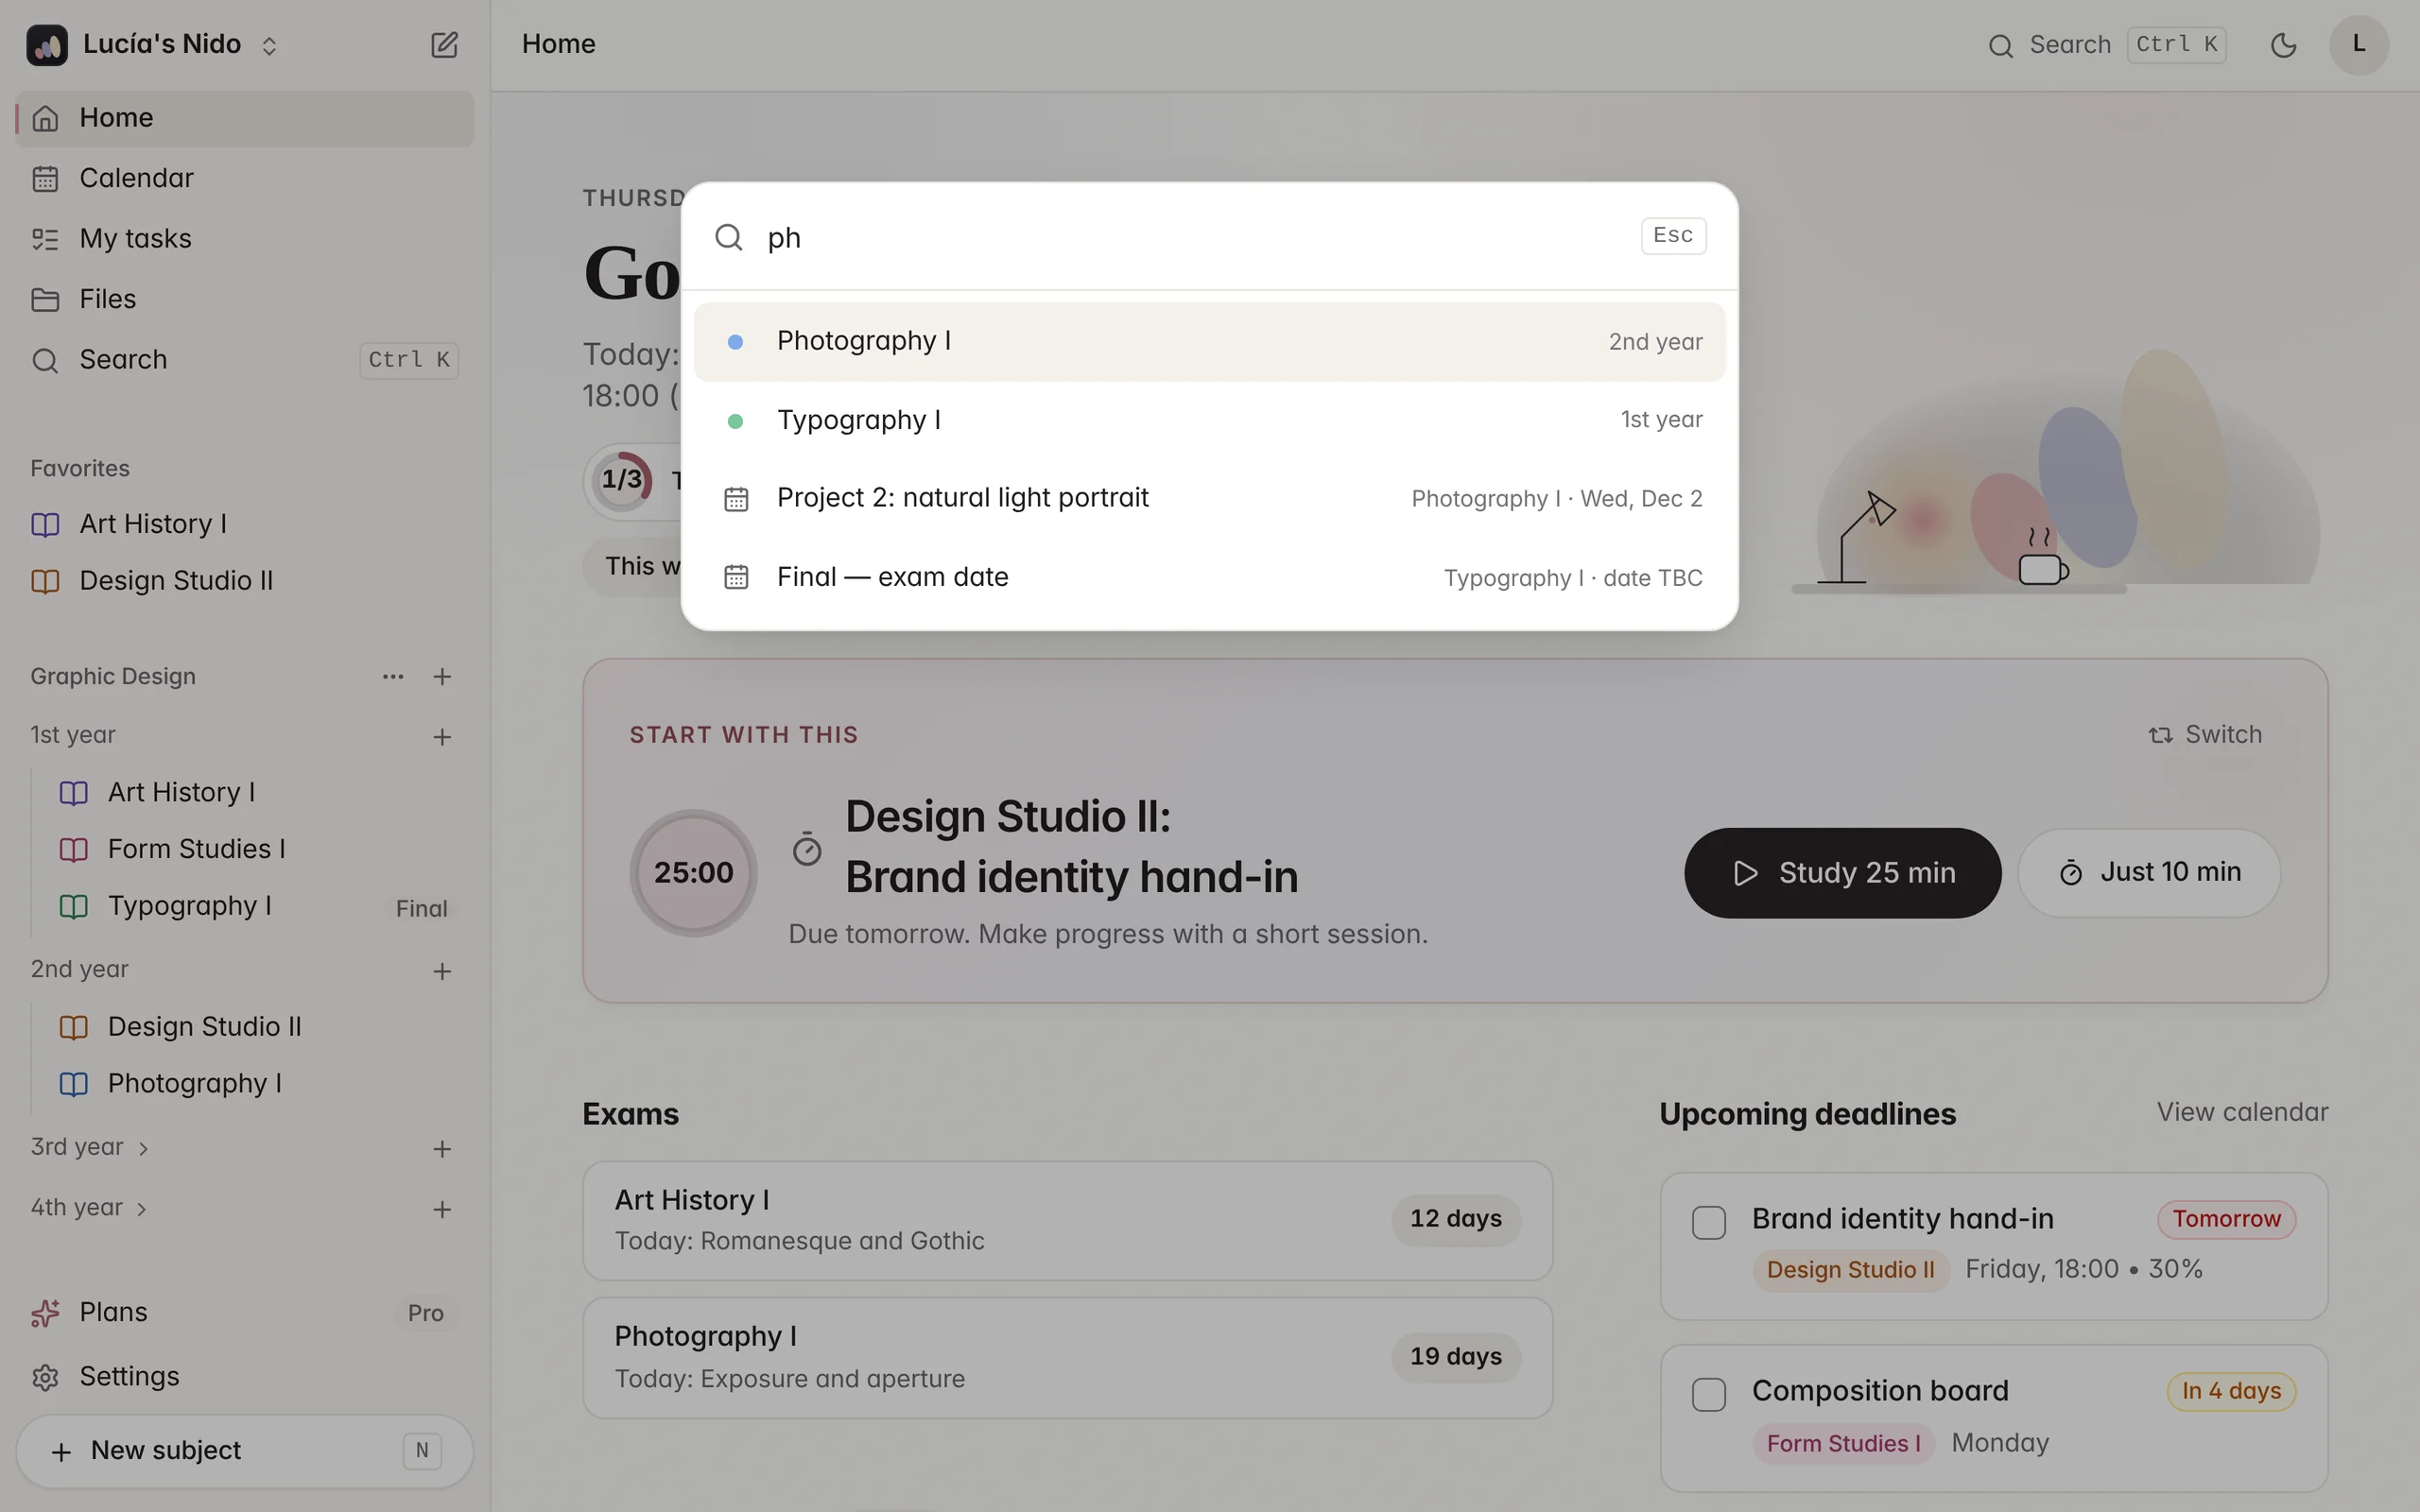 Lucía's Nido
Home
Calendar
My tasks
Files
Search Ctrl K
Favorites
Art History I
Design Studio II
Graphic Design
1st year
Art History I
Form Studies I
Typography I Final
2nd year
Design Studio II
Photography I
3rd year
4th year
Plans Pro
Settings
New subject N
Home
Search Ctrl K
L
ph Esc
Photography I 2nd year
Typography I 1st year
Project 2: natural light portrait Photography I · Wed, Dec 2
Final — exam date Typography I · date TBC
Today:
18:00 (
1/3
This w
START WITH THIS
Switch
25:00
Design Studio II:
Brand identity hand-in
Due tomorrow. Make progress with a short session.
Study 25 min
Just 10 min
Exams
Art History I
Today: Romanesque and Gothic
12 days
Photography I
Today: Exposure and aperture
19 days
Upcoming deadlines
View calendar
Brand identity hand-in Tomorrow
Design Studio II Friday, 18:00 • 30%
Composition board In 4 days
Form Studies I Monday